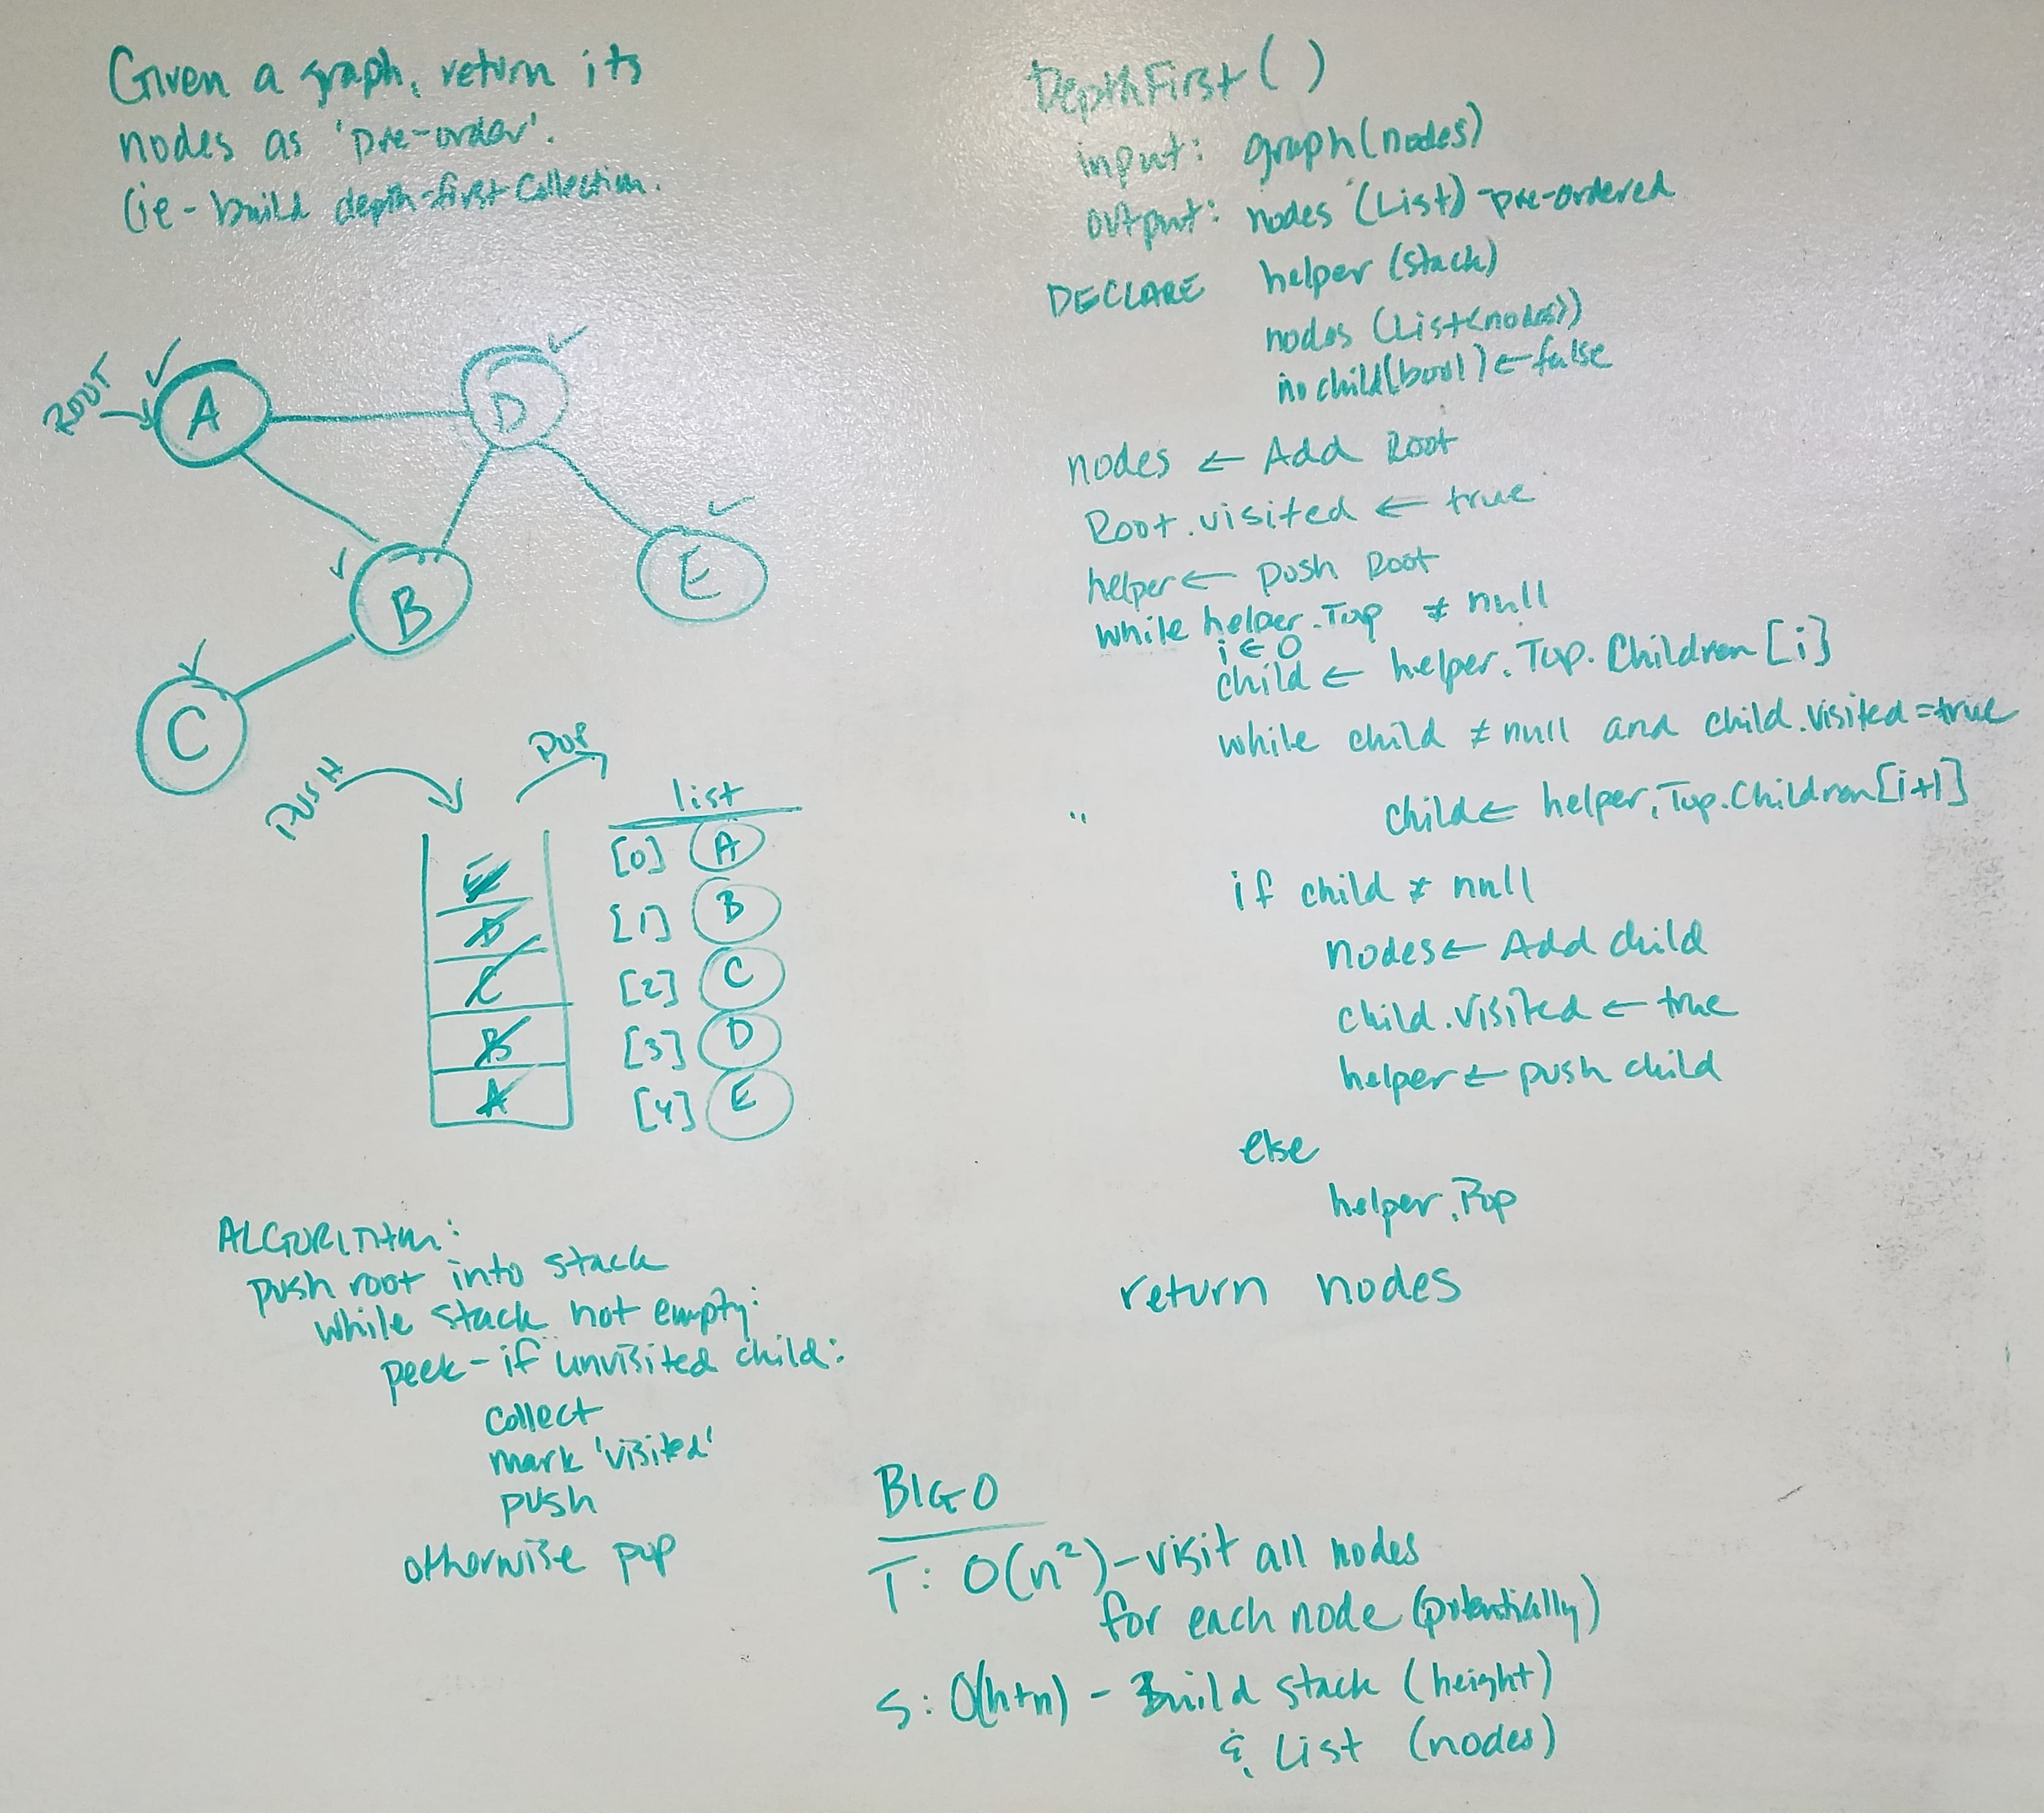 Given a graph, return its
nodes as 'pre-order'.
(ie - build depth-first collection.
ROOT
A
D
B
E
C
PUSH
POP
list
E
D
C
B
A
[0] A
[1] B
[2] C
[3] D
[4] E
ALGORITHM:
push root into stack
while stack not empty:
peek - if unvisited child:
collect
mark 'visited'
push
otherwise pop
DepthFirst()
input: graph(nodes)
output: nodes (List) - pre-ordered
DECLARE helper (stack)
nodes (List<nodes>)
no child(bool) ← false
nodes ← Add Root
Root.visited ← true
helper ← push Root
while helper.Top ≠ null
i ← 0
child ← helper.Top.Children[i]
while child ≠ null and child.visited = true
child ← helper.Top.Children[i+1]
if child ≠ null
nodes ← Add child
child.visited ← true
helper ← push child
else
helper.Pop
return nodes
BIG O
T: O(n²) - visit all nodes
for each node (potentially)
S: O(h+n) - Build stack (height)
& List (nodes)